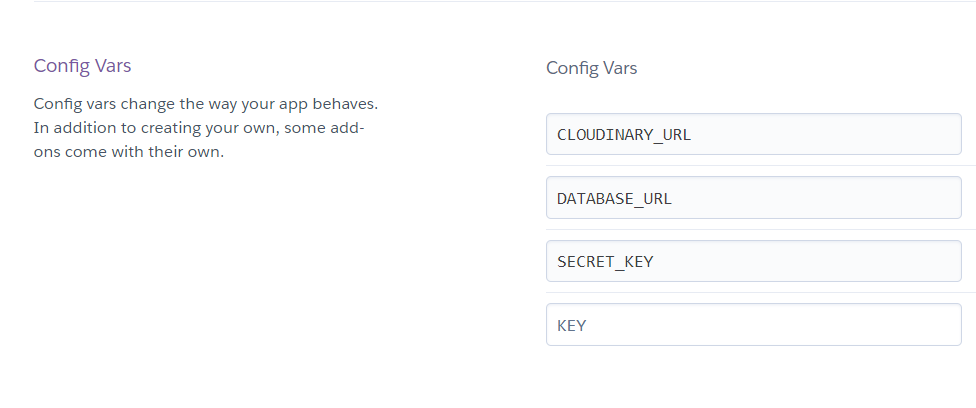 Config Vars
Config vars change the way your app behaves.
In addition to creating your own, some add-
ons come with their own.
Config Vars
CLOUDINARY_URL
DATABASE_URL
SECRET_KEY
KEY